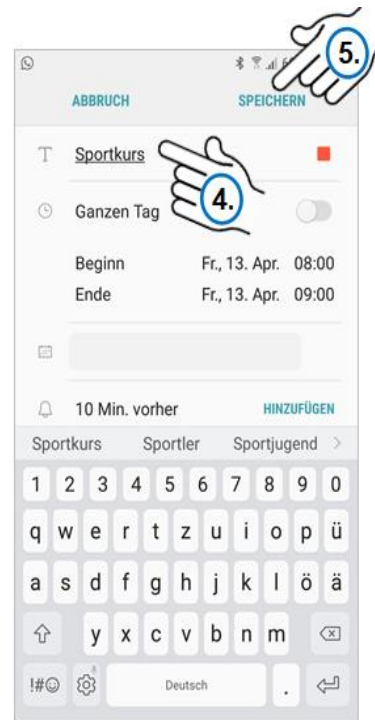 5.
ABBRUCH SPEICHERN
T Sportkurs
4.
Ganzen Tag
Beginn Fr., 13. Apr. 08:00
Ende Fr., 13. Apr. 09:00
10 Min. vorher HINZUFÜGEN
Sportkurs Sportler Sportjugend >
1 2 3 4 5 6 7 8 9 0
q w e r t z u i o p ü
a s d f g h j k l ö ä
y x c v b n m
!#☺ Deutsch .